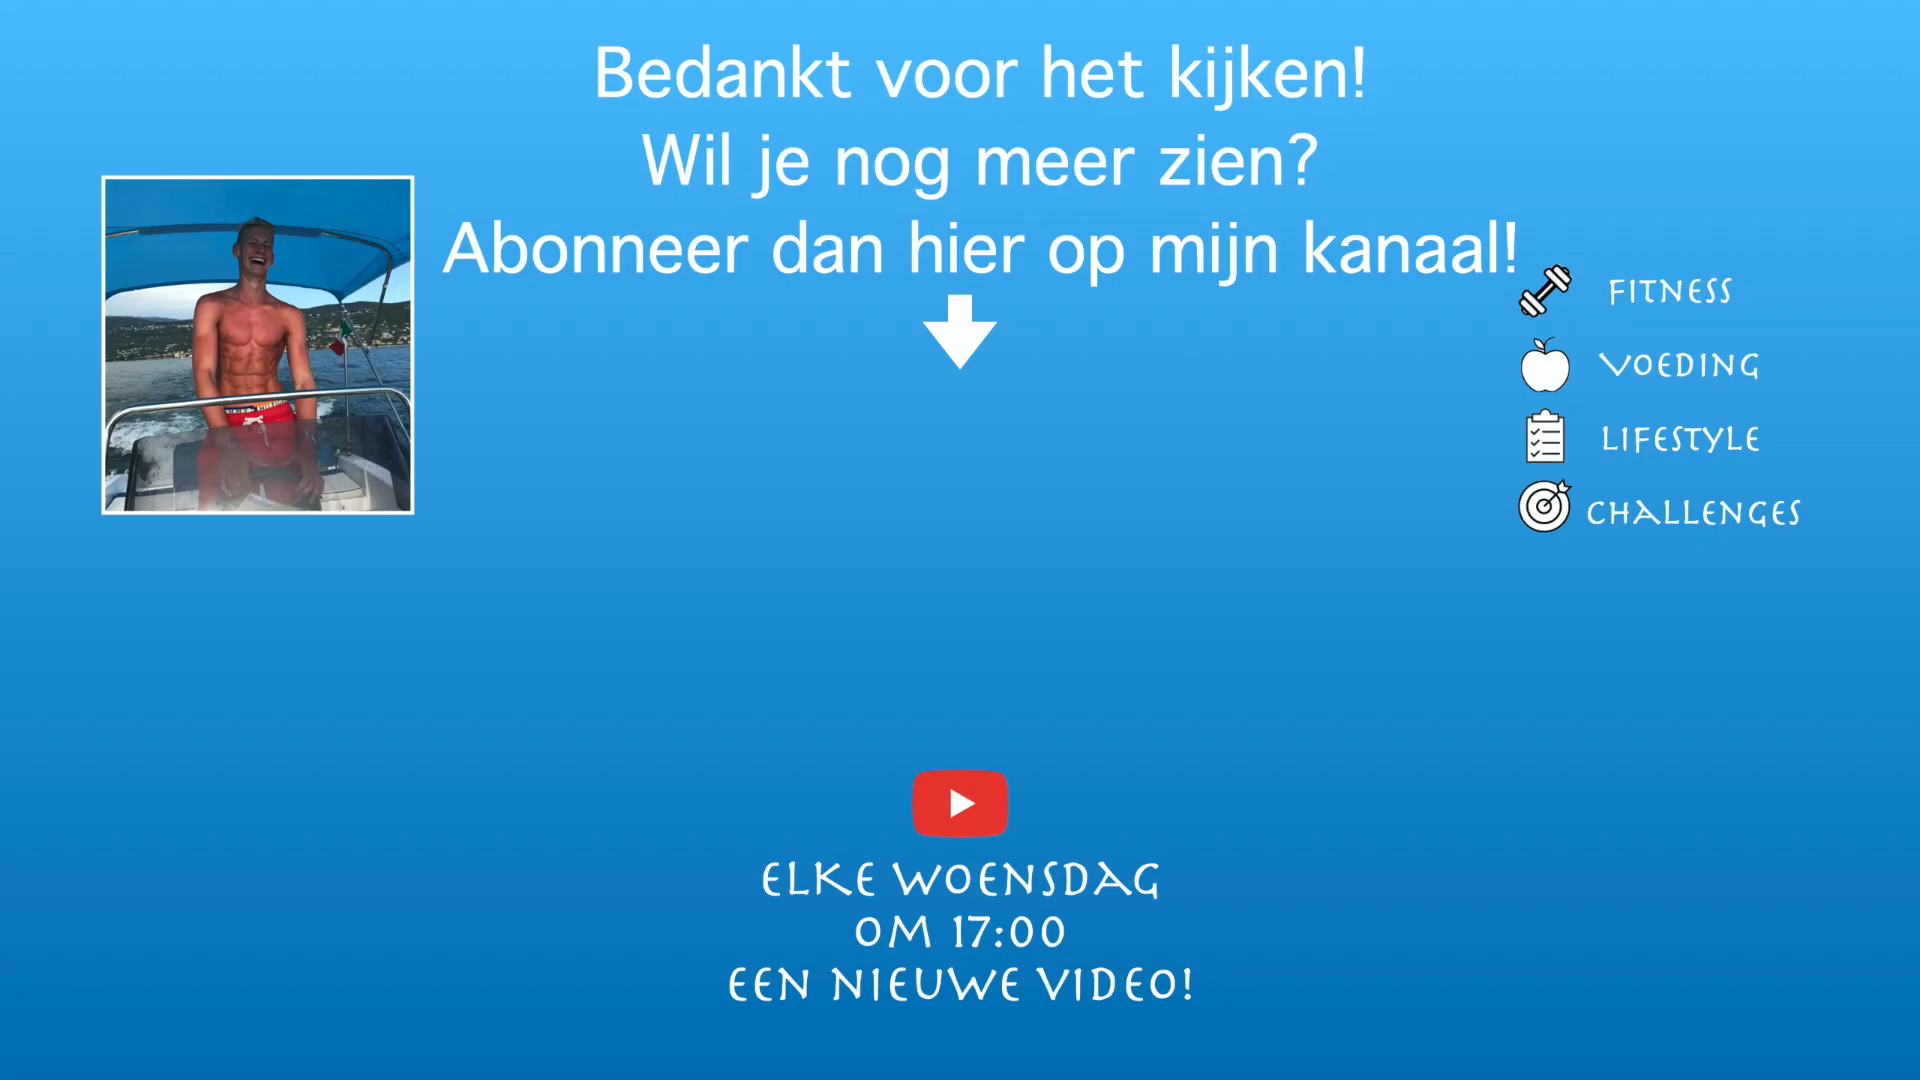 Bedankt voor het kijken!
Wil je nog meer zien?
Abonneer dan hier op mijn kanaal!
FITNESS
VOEDING
LIFESTYLE
CHALLENGES
ELKE WOENSDAG
OM 17:00
EEN NIEUWE VIDEO!